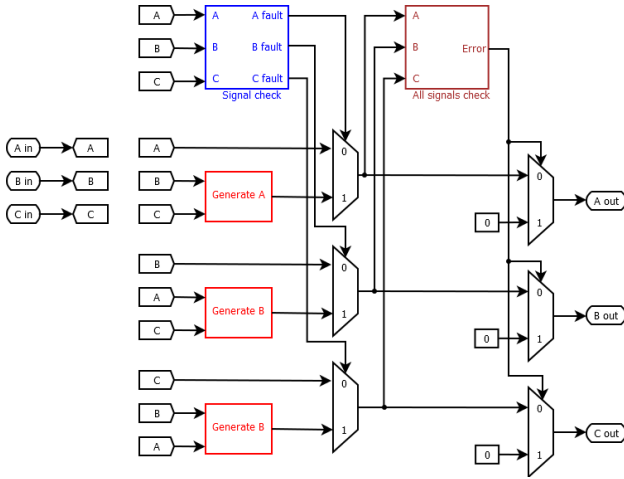 A
A
A fault
A
B
B
B fault
B
Error
C
C
C fault
C
Signal check
All signals check
A in
A
A
0
B in
B
B
Generate A
1
0
A out
C in
C
C
0
1
B
0
A
Generate B
1
0
B out
C
0
1
C
0
B
Generate B
1
0
C out
A
0
1